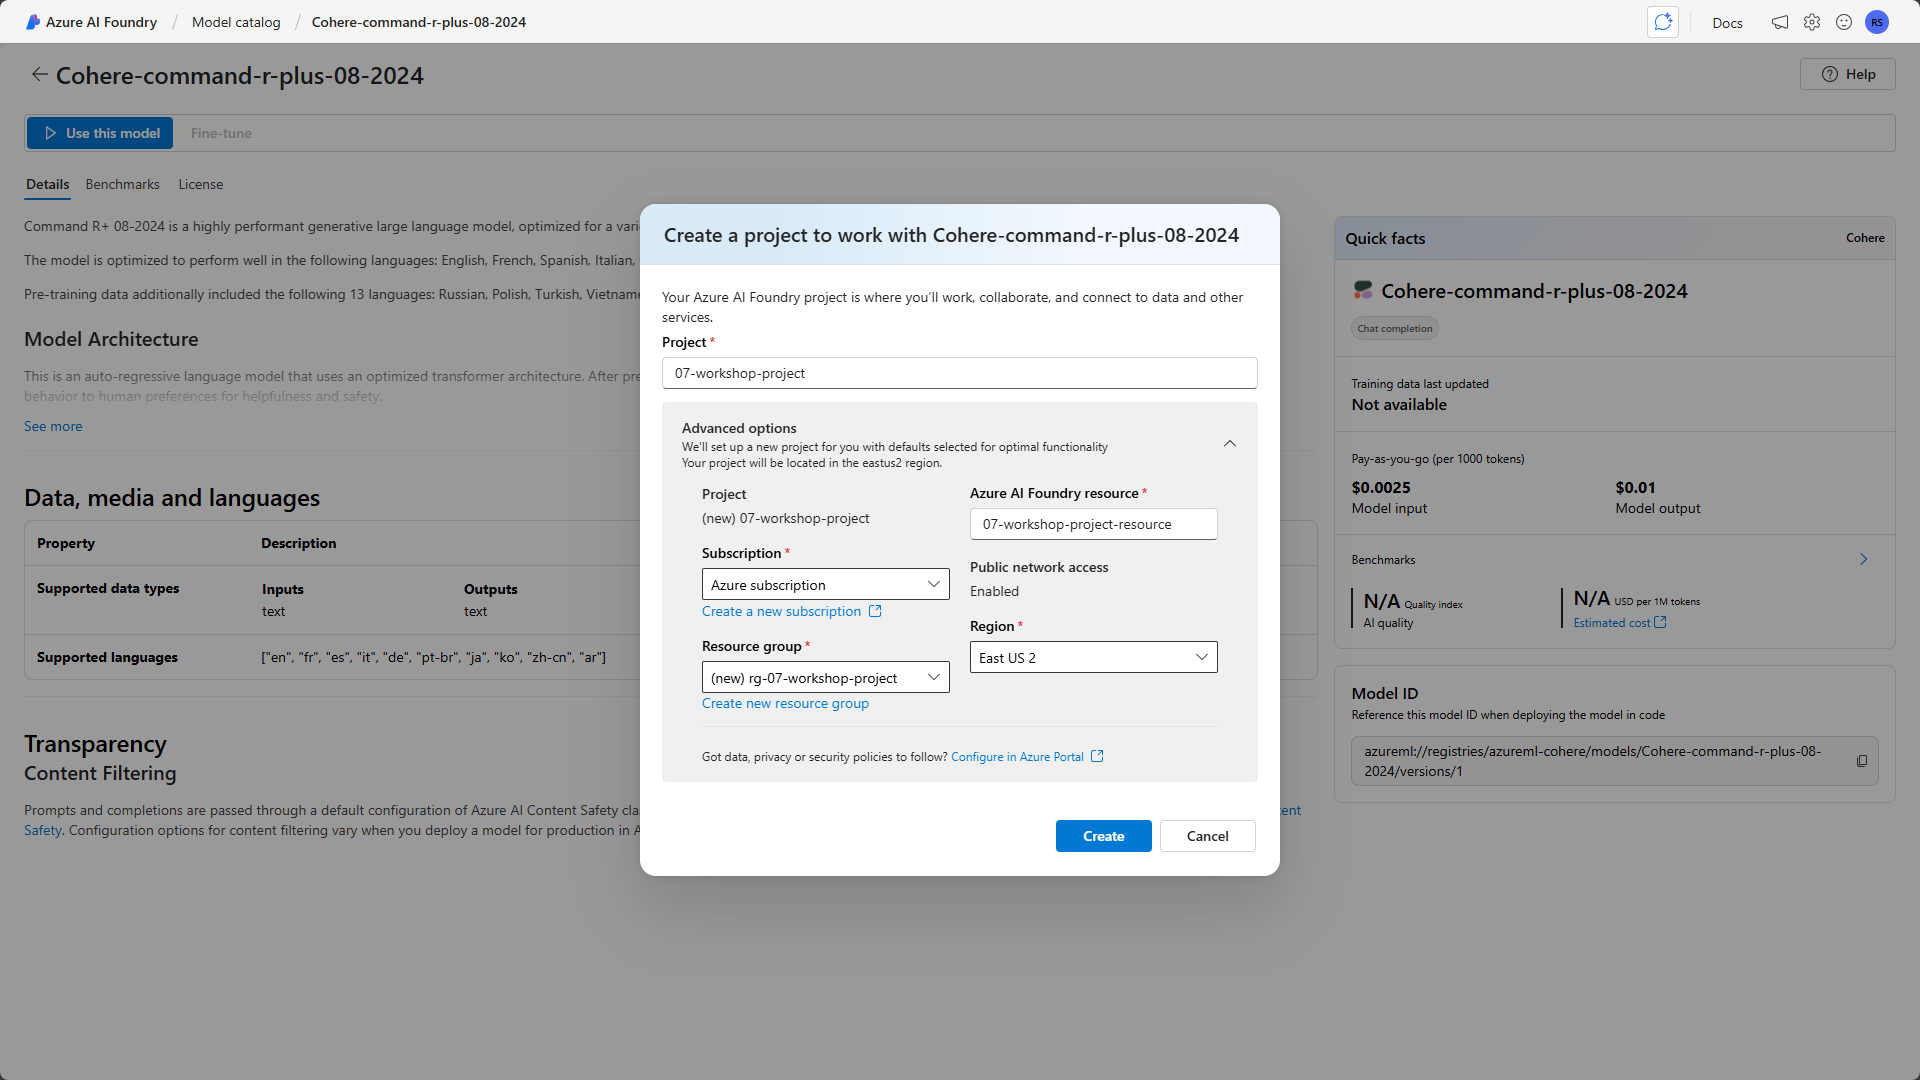 Azure AI Foundry / Model catalog / Cohere-command-r-plus-08-2024
Docs
RS
Cohere-command-r-plus-08-2024
Help
Use this model
Fine-tune
Details
Benchmarks
License
Command R+ 08-2024 is a highly performant generative large language model, optimized for a vari
The model is optimized to perform well in the following languages: English, French, Spanish, Italian,
Pre-training data additionally included the following 13 languages: Russian, Polish, Turkish, Vietname
Model Architecture
This is an auto-regressive language model that uses an optimized transformer architecture. After pre
behavior to human preferences for helpfulness and safety.
See more
Data, media and languages
Property
Description
Supported data types
Inputs
Outputs
text
text
Supported languages
["en", "fr", "es", "it", "de", "pt-br", "ja", "ko", "zh-cn", "ar"]
Transparency
Content Filtering
Prompts and completions are passed through a default configuration of Azure AI Content Safety cla
ent
Safety. Configuration options for content filtering vary when you deploy a model for production in A
Create a project to work with Cohere-command-r-plus-08-2024
Your Azure AI Foundry project is where you'll work, collaborate, and connect to data and other
services.
Project *
07-workshop-project
Advanced options
We'll set up a new project for you with defaults selected for optimal functionality
Your project will be located in the eastus2 region.
Project
(new) 07-workshop-project
Subscription *
Azure subscription
Create a new subscription
Resource group *
(new) rg-07-workshop-project
Create new resource group
Azure AI Foundry resource *
07-workshop-project-resource
Public network access
Enabled
Region *
East US 2
Got data, privacy or security policies to follow? Configure in Azure Portal
Create
Cancel
Quick facts
Cohere
Cohere-command-r-plus-08-2024
Chat completion
Training data last updated
Not available
Pay-as-you-go (per 1000 tokens)
$0.0025
Model input
$0.01
Model output
Benchmarks
N/A Quality index
AI quality
N/A USD per 1M tokens
Estimated cost
Model ID
Reference this model ID when deploying the model in code
azureml://registries/azureml-cohere/models/Cohere-command-r-plus-08-
2024/versions/1